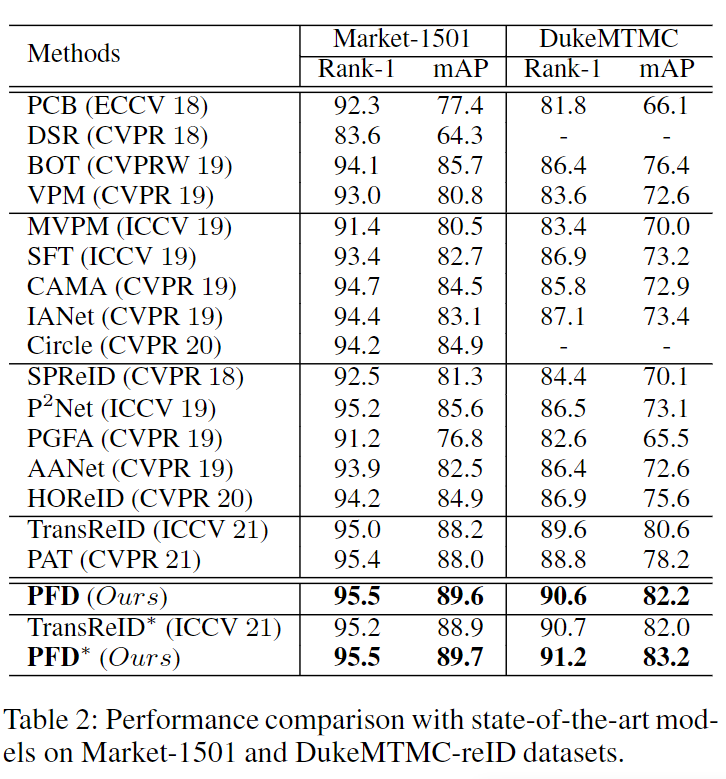 Methods Market-1501 DukeMTMC
Rank-1 mAP Rank-1 mAP
PCB (ECCV 18) 92.3 77.4 81.8 66.1
DSR (CVPR 18) 83.6 64.3 - -
BOT (CVPRW 19) 94.1 85.7 86.4 76.4
VPM (CVPR 19) 93.0 80.8 83.6 72.6
MVPM (ICCV 19) 91.4 80.5 83.4 70.0
SFT (ICCV 19) 93.4 82.7 86.9 73.2
CAMA (CVPR 19) 94.7 84.5 85.8 72.9
IANet (CVPR 19) 94.4 83.1 87.1 73.4
Circle (CVPR 20) 94.2 84.9 - -
SPReID (CVPR 18) 92.5 81.3 84.4 70.1
P²Net (ICCV 19) 95.2 85.6 86.5 73.1
PGFA (CVPR 19) 91.2 76.8 82.6 65.5
AANet (CVPR 19) 93.9 82.5 86.4 72.6
HOReID (CVPR 20) 94.2 84.9 86.9 75.6
TransReID (ICCV 21) 95.0 88.2 89.6 80.6
PAT (CVPR 21) 95.4 88.0 88.8 78.2
PFD (Ours) 95.5 89.6 90.6 82.2
TransReID* (ICCV 21) 95.2 88.9 90.7 82.0
PFD* (Ours) 95.5 89.7 91.2 83.2
Table 2: Performance comparison with state-of-the-art mod-
els on Market-1501 and DukeMTMC-reID datasets.